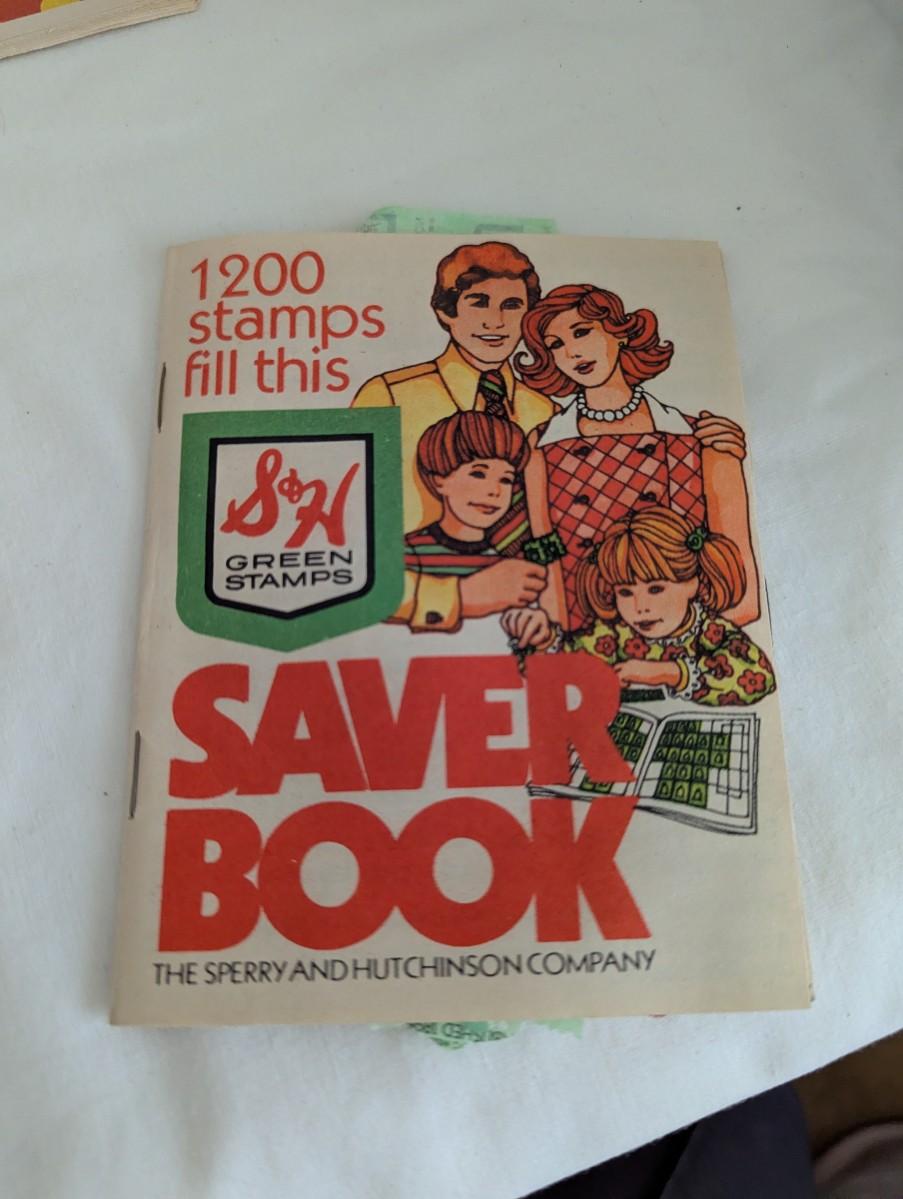 1200
stamps
fill this
S&H
GREEN
STAMPS
SAVER
BOOK
THE SPERRY AND HUTCHINSON COMPANY